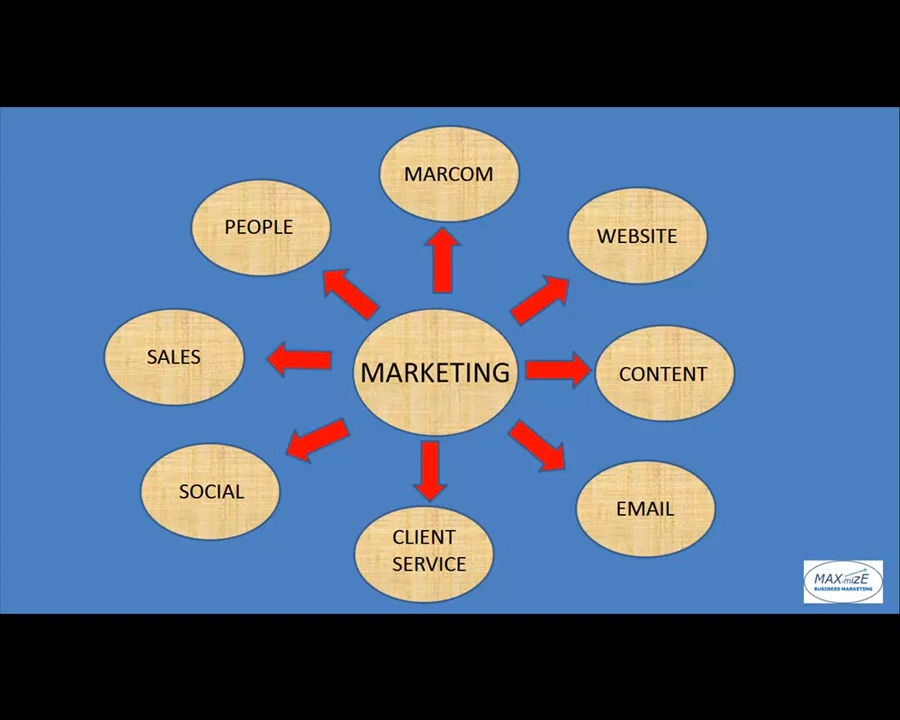 MARCOM
PEOPLE
WEBSITE
SALES
MARKETING
CONTENT
SOCIAL
EMAIL
CLIENT
SERVICE
MAXimizE
BUSINESS MARKETING